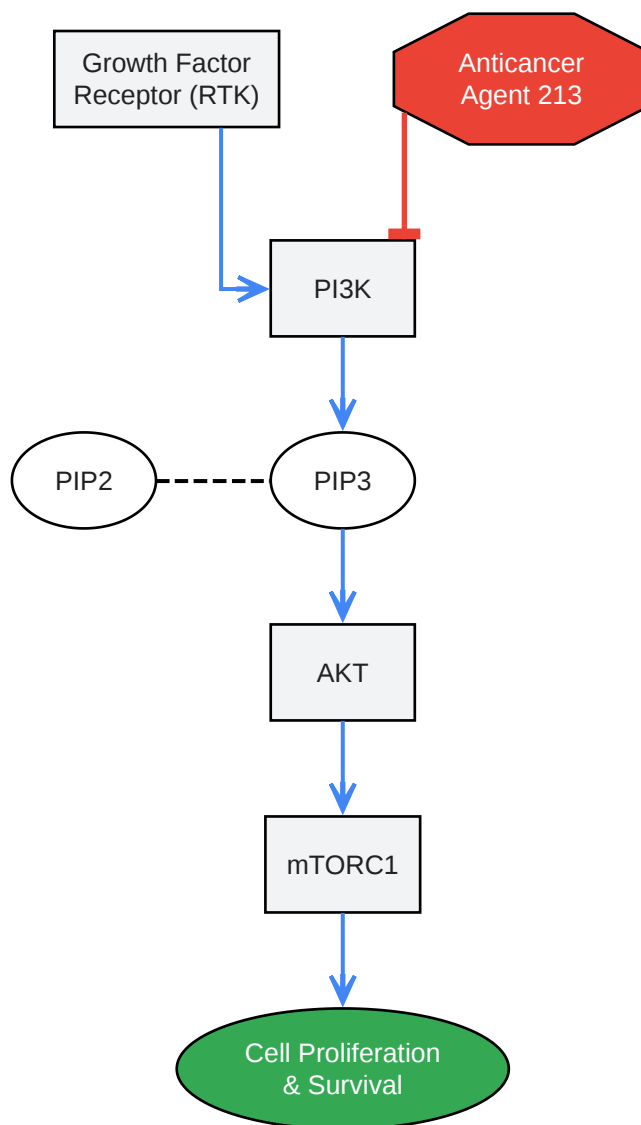 Growth Factor
Receptor (RTK)
Anticancer
Agent 213
PI3K
PIP2
PIP3
AKT
mTORC1
Cell Proliferation
& Survival